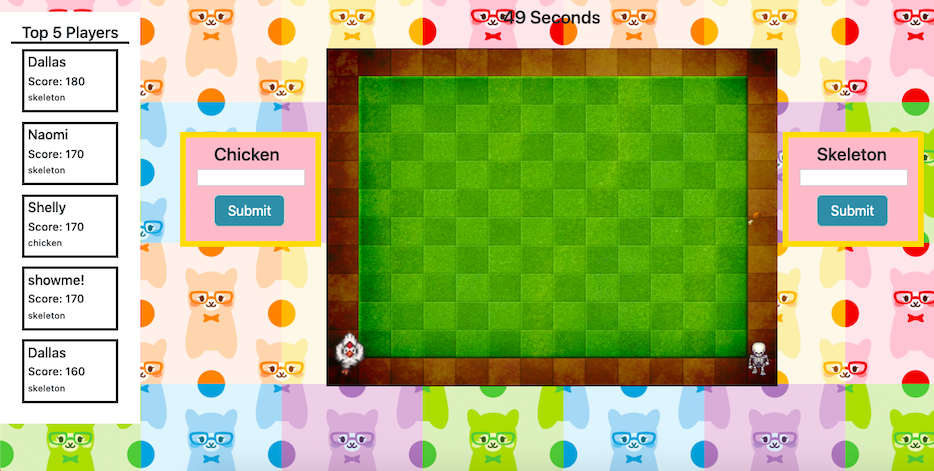 49 Seconds
Top 5 Players
Dallas
Score: 180
skeleton
Naomi
Score: 170
skeleton
Shelly
Score: 170
chicken
showme!
Score: 170
skeleton
Dallas
Score: 160
skeleton
Chicken
Submit
Skeleton
Submit